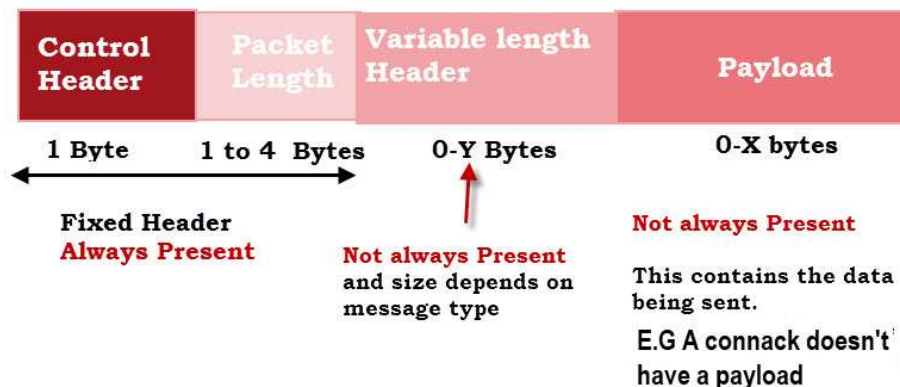 Control
Header
Packet
Length
Variable length
Header
Payload
1 Byte
1 to 4 Bytes
0-Y Bytes
0-X bytes
Fixed Header
Always Present
Not always Present
and size depends on
message type
Not always Present
This contains the data
being sent.
E.G A connack doesn't
have a payload